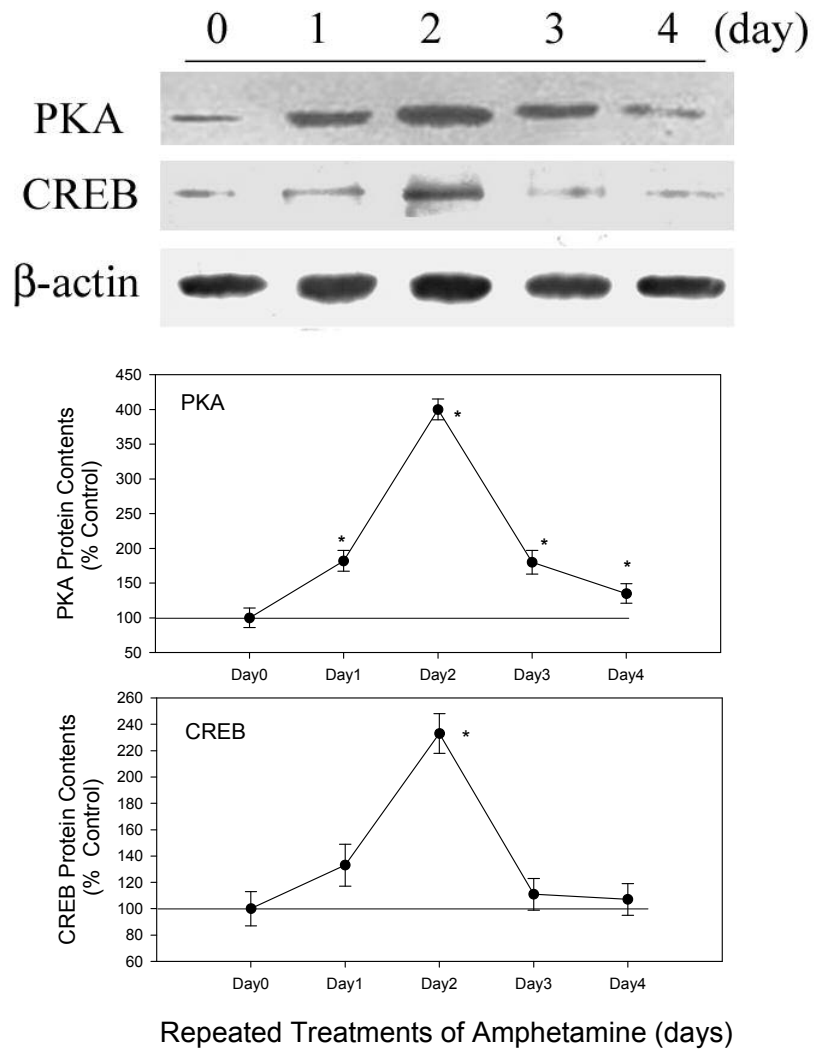 0 1 2 3 4 (day)
PKA
CREB
β-actin
450
400
350
300
250
200
150
100
50
PKA Protein Contents
(% Control)
PKA
*
*
*
*
Day0 Day1 Day2 Day3 Day4
260
240
220
200
180
160
140
120
100
80
60
CREB Protein Contents
(% Control)
CREB
*
Day0 Day1 Day2 Day3 Day4
Repeated Treatments of Amphetamine (days)